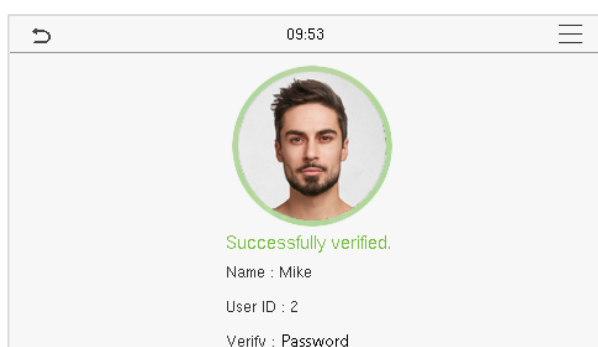 09:53
Successfully verified.
Name : Mike
User ID : 2
Verify : Password